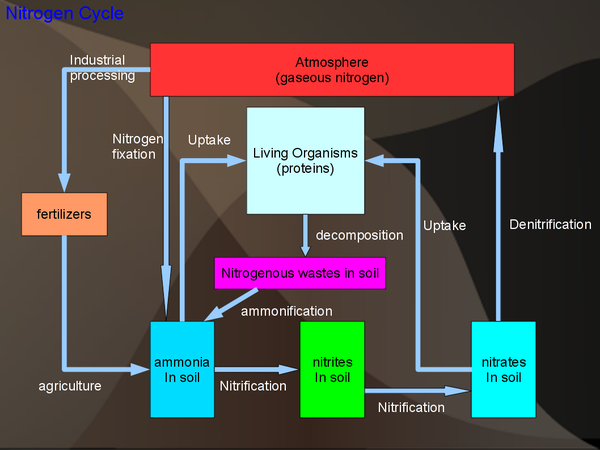 Nitrogen Cycle
Industrial
processing
Atmosphere
(gaseous nitrogen)
Nitrogen
fixation
Uptake
Living Organisms
(proteins)
fertilizers
decomposition
Uptake
Denitrification
Nitrogenous wastes in soil
ammonification
ammonia
In soil
nitrites
In soil
nitrates
In soil
agriculture
Nitrification
Nitrification